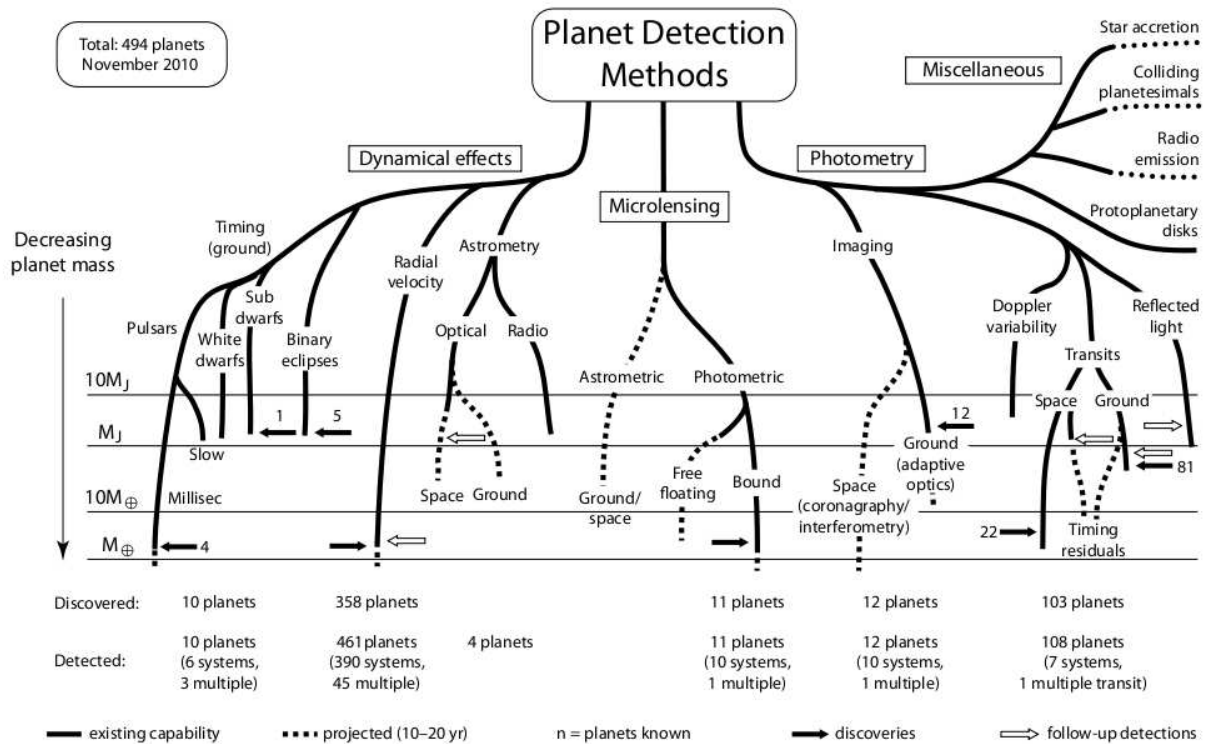 Total: 494 planets
November 2010
Planet Detection
Methods
Miscellaneous
Star accretion
Colliding
planetesimals
Radio
emission
Protoplanetary
disks
Dynamical effects
Microlensing
Photometry
Decreasing
planet mass
Timing
(ground)
Pulsars
Slow
Millisec
White
dwarfs
Sub
dwarfs
Binary
eclipses
Radial
velocity
Astrometry
Optical
Radio
Space
Ground
Astrometric
Ground/
space
Photometric
Free
floating
Bound
Imaging
Ground
(adaptive
optics)
Space
(coronagraphy/
interferometry)
Doppler
variability
Transits
Space
Ground
Timing
residuals
Reflected
light
10MJ
MJ
10M⊕
M⊕
1
5
4
12
81
22
Discovered: 10 planets 358 planets 11 planets 12 planets 103 planets
Detected:
10 planets
(6 systems,
3 multiple)
461 planets
(390 systems,
45 multiple)
4 planets
11 planets
(10 systems,
1 multiple)
12 planets
(10 systems,
1 multiple)
108 planets
(7 systems,
1 multiple transit)
existing capability projected (10–20 yr) n = planets known discoveries follow-up detections